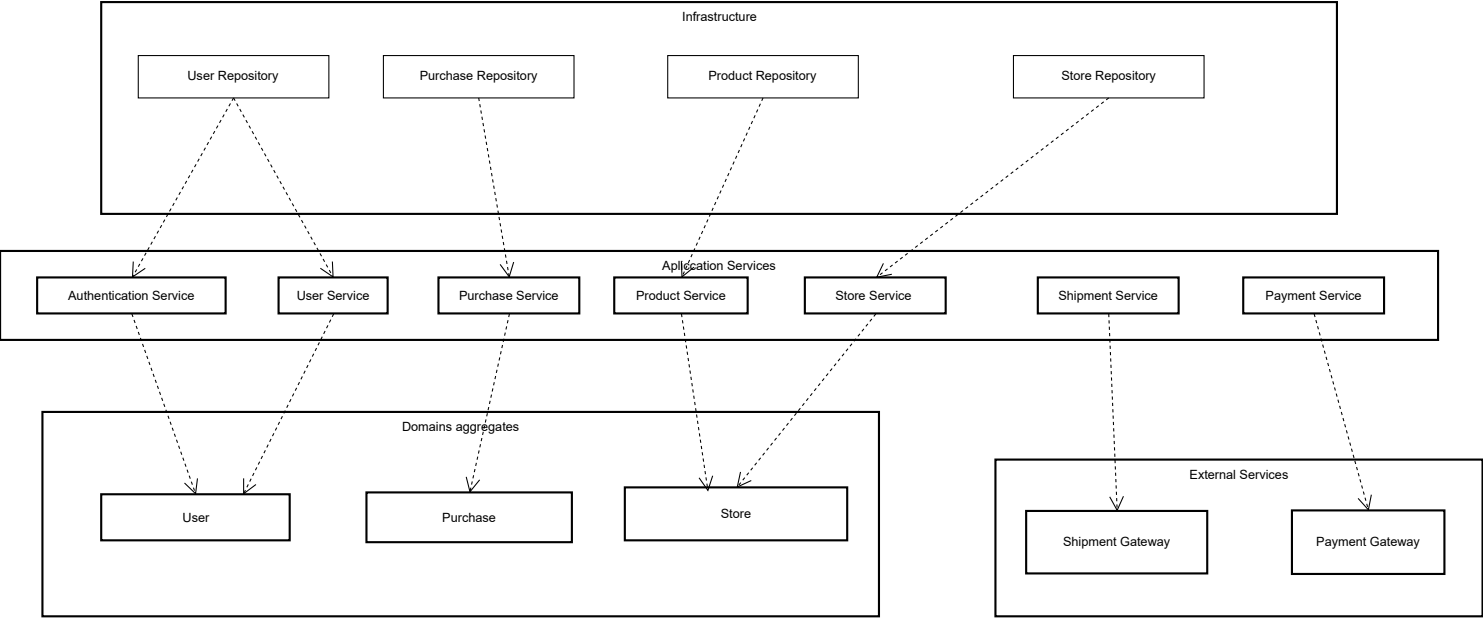 Infrastructure
User Repository
Purchase Repository
Product Repository
Store Repository
Apliccation Services
Authentication Service
User Service
Purchase Service
Product Service
Store Service
Shipment Service
Payment Service
Domains aggregates
User
Purchase
Store
External Services
Shipment Gateway
Payment Gateway